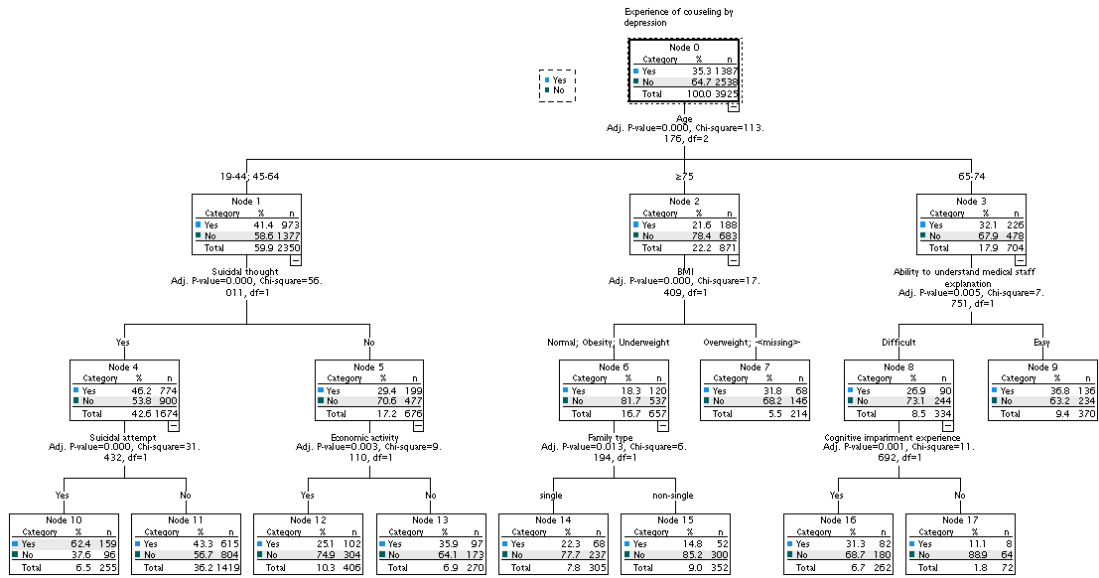 Experience of couseling by
depression
Node 0
Category % n
Yes 35.3 1387
No 64.7 2538
Total 100.0 3925
Yes
No
Age
Adj. P-value=0.000, Chi-square=113.
176, df=2
19-44; 45-64
≥75
65-74
Node 1
Category % n
Yes 41.4 973
No 58.6 1377
Total 59.9 2350
Node 2
Category % n
Yes 21.6 188
No 78.4 683
Total 22.2 871
Node 3
Category % n
Yes 32.1 226
No 67.9 478
Total 17.9 704
Suicidal thought
Adj. P-value=0.000, Chi-square=56.
011, df=1
BMI
Adj. P-value=0.000, Chi-square=17.
409, df=1
Ability to understand medical staff
explanation
Adj. P-value=0.005, Chi-square=7.
751, df=1
Yes
No
Normal; Obesity; Underweight
Overweight; <missing>
Difficult
Easy
Node 4
Category % n
Yes 46.2 774
No 53.8 900
Total 42.6 1674
Node 5
Category % n
Yes 29.4 199
No 70.6 477
Total 17.2 676
Node 6
Category % n
Yes 18.3 120
No 81.7 537
Total 16.7 657
Node 7
Category % n
Yes 31.8 68
No 68.2 146
Total 5.5 214
Node 8
Category % n
Yes 26.9 90
No 73.1 244
Total 8.5 334
Node 9
Category % n
Yes 36.8 136
No 63.2 234
Total 9.4 370
Suicidal attempt
Adj. P-value=0.000, Chi-square=31.
432, df=1
Economic activity
Adj. P-value=0.003, Chi-square=9.
110, df=1
Family type
Adj. P-value=0.013, Chi-square=6.
194, df=1
Cognitive impairment experience
Adj. P-value=0.001, Chi-square=11.
692, df=1
Yes
No
Yes
No
single
non-single
Yes
No
Node 10
Category % n
Yes 62.4 159
No 37.6 96
Total 6.5 255
Node 11
Category % n
Yes 43.3 615
No 56.7 804
Total 36.2 1419
Node 12
Category % n
Yes 25.1 102
No 74.9 304
Total 10.3 406
Node 13
Category % n
Yes 35.9 97
No 64.1 173
Total 6.9 270
Node 14
Category % n
Yes 22.3 68
No 77.7 237
Total 7.8 305
Node 15
Category % n
Yes 14.8 52
No 85.2 300
Total 9.0 352
Node 16
Category % n
Yes 31.3 82
No 68.7 180
Total 6.7 262
Node 17
Category % n
Yes 11.1 8
No 88.9 64
Total 1.8 72